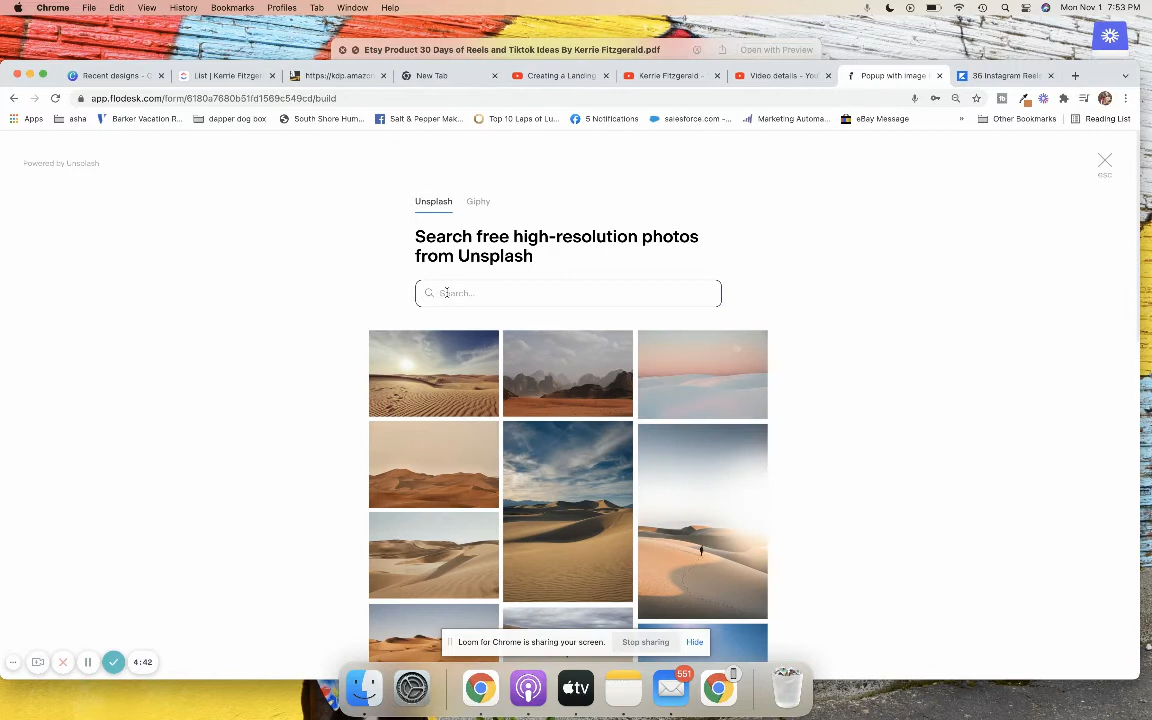 Chrome File Edit View History Bookmarks Profiles Tab Window Help Mon Nov 1 7:53 PM
Etsy Product 30 Days of Reels and Tiktok Ideas By Kerrie Fitzgerald.pdf Open with Preview
Recent designs - C List | Kerrie Fitzger https://kdp.amazon New Tab Creating a Landing Kerrie Fitzgerald - Video details - You Popup with image 36 Instagram Reels
app.flodesk.com/form/6180a7680b51fd1569c549cd/build
Apps asha Barker Vacation R... dapper dog box South Shore Hum... Salt & Pepper Mak... Top 10 Laps of Lu... 5 Notifications salesforce.com -... Marketing Automa... eBay Message » Other Bookmarks Reading List
Powered by Unsplash
esc
Unsplash Giphy
Search free high-resolution photos
from Unsplash
Search...
Loom for Chrome is sharing your screen. Stop sharing Hide
4:42
551
tv